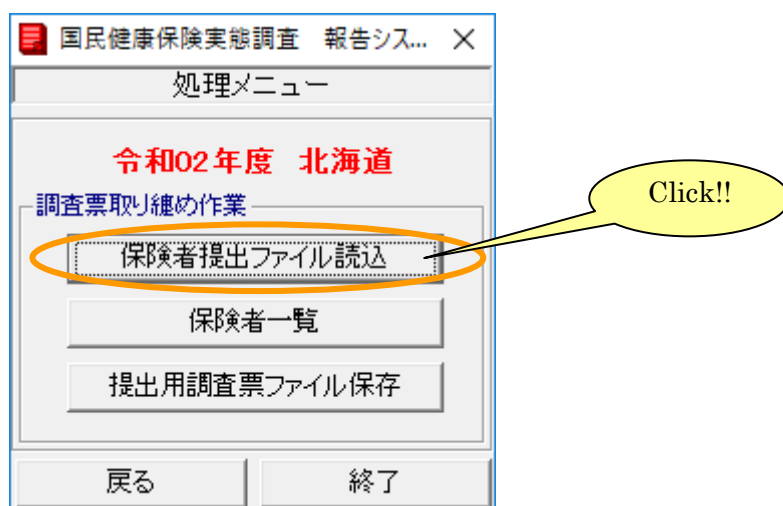 国民健康保険実態調査 報告シス...
処理メニュー
令和02年度 北海道
調査票取り纏め作業
保険者提出ファイル読込
Click!!
保険者一覧
提出用調査票ファイル保存
戻る
終了